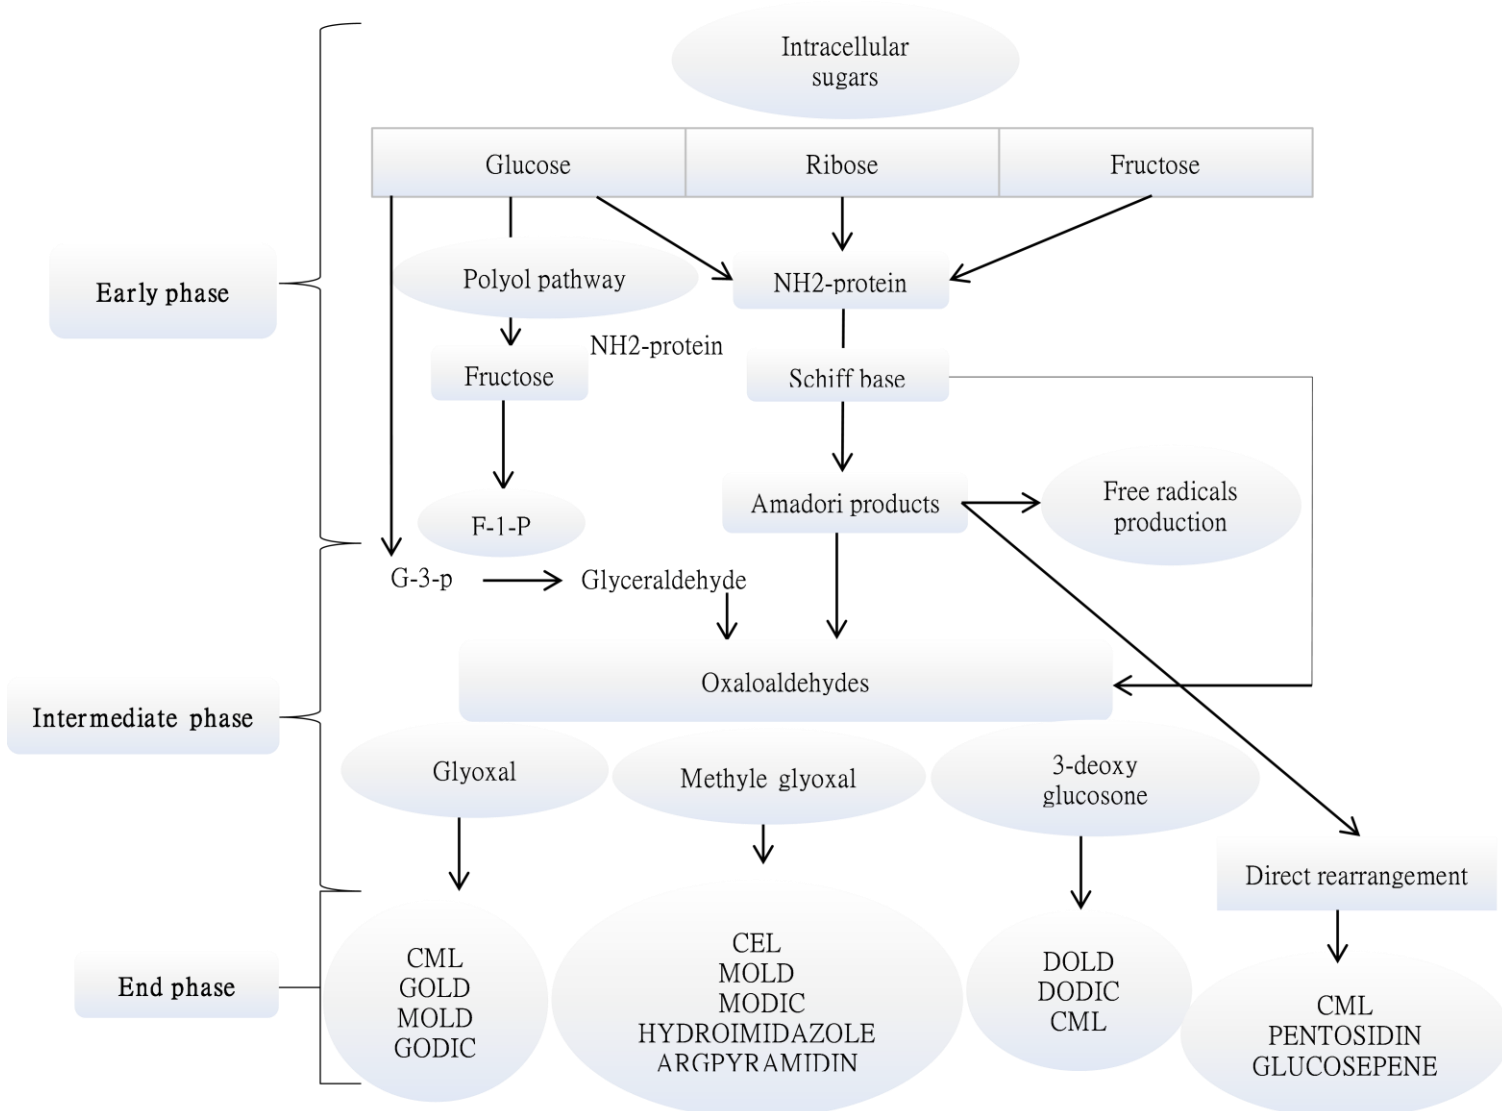 Intracellular
sugars
Glucose
Ribose
Fructose
Early phase
Polyol pathway
NH2-protein
NH2-protein
Fructose
Schiff base
Amadori products
Free radicals
production
F-1-P
G-3-p
Glyceraldehyde
Oxaloaldehydes
Intermediate phase
Glyoxal
Methyle glyoxal
3-deoxy
glucosone
Direct rearrangement
End phase
CML
GOLD
MOLD
GODIC
CEL
MOLD
MODIC
HYDROIMIDAZOLE
ARGPYRAMIDIN
DOLD
DODIC
CML
CML
PENTOSIDIN
GLUCOSEPENE